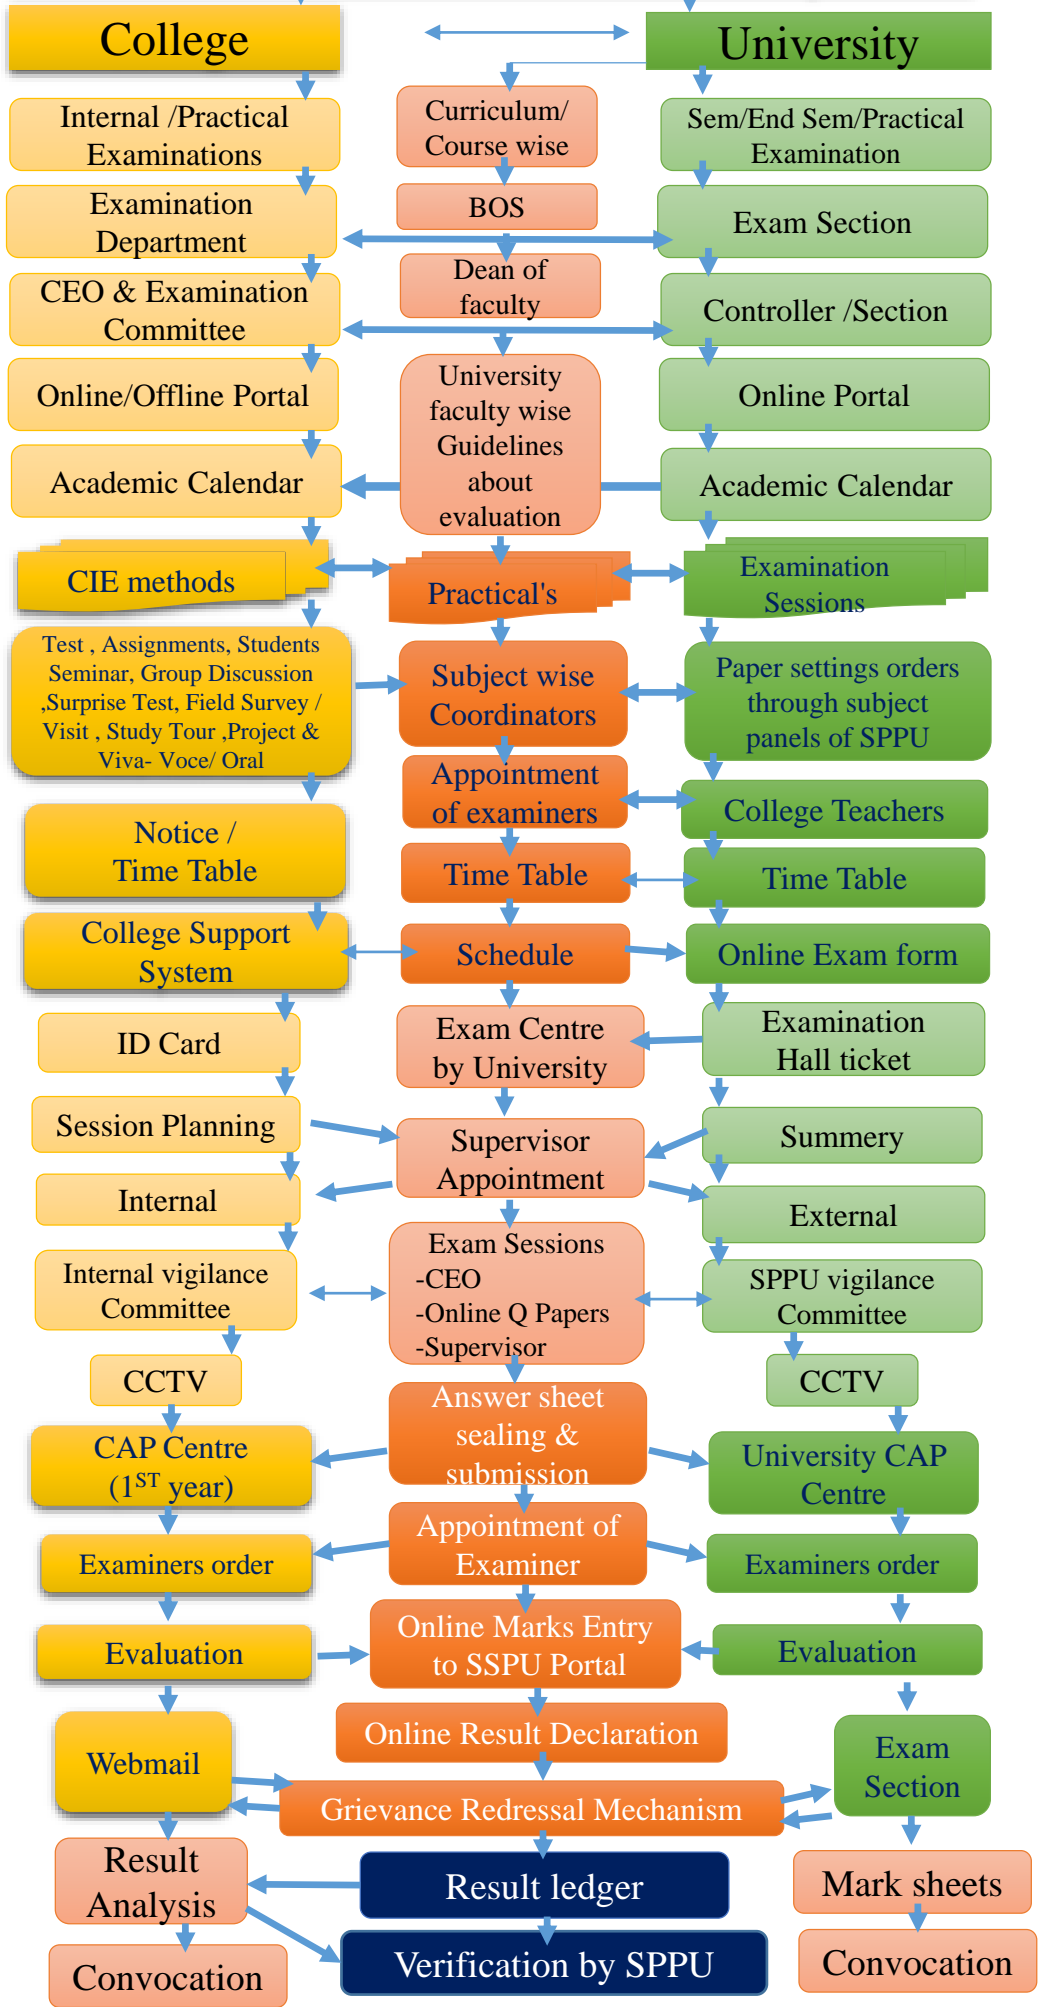 College
University
Internal /Practical
Examinations
Curriculum/
Course wise
Sem/End Sem/Practical
Examination
Examination
Department
BOS
Exam Section
CEO & Examination
Committee
Dean of
faculty
Controller /Section
Online/Offline Portal
University
faculty wise
Guidelines
about
evaluation
Online Portal
Academic Calendar
Academic Calendar
CIE methods
Practical's
Examination
Sessions
Test , Assignments, Students
Seminar, Group Discussion
,Surprise Test, Field Survey /
Visit , Study Tour ,Project &
Viva- Voce/ Oral
Subject wise
Coordinators
Paper settings orders
through subject
panels of SPPU
Appointment
of examiners
College Teachers
Notice /
Time Table
Time Table
Time Table
College Support
System
Schedule
Online Exam form
ID Card
Exam Centre
by University
Examination
Hall ticket
Session Planning
Supervisor
Appointment
Summery
Internal
External
Internal vigilance
Committee
Exam Sessions
-CEO
-Online Q Papers
-Supervisor
SPPU vigilance
Committee
CCTV
CCTV
CAP Centre
(1ST year)
Answer sheet
sealing &
submission
University CAP
Centre
Examiners order
Appointment of
Examiner
Examiners order
Evaluation
Online Marks Entry
to SSPU Portal
Evaluation
Webmail
Online Result Declaration
Exam
Section
Grievance Redressal Mechanism
Result
Analysis
Result ledger
Mark sheets
Convocation
Verification by SPPU
Convocation